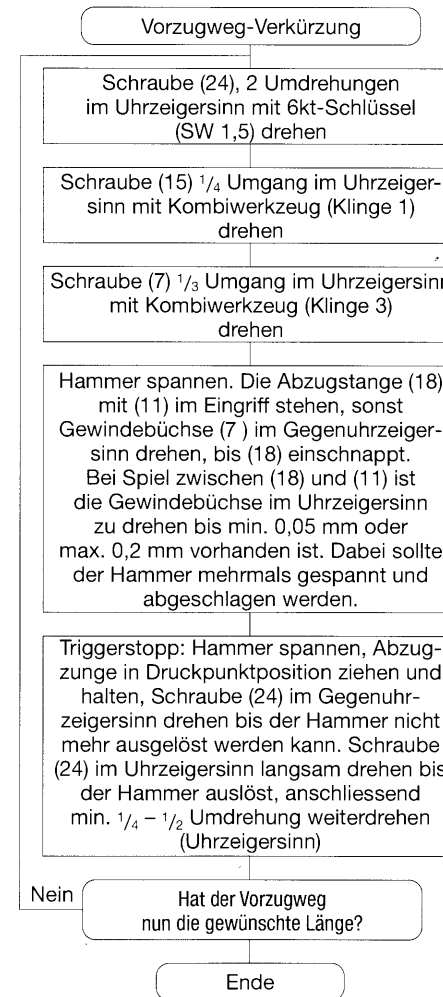 Vorzugweg-Verkürzung
Schraube (24), 2 Umdrehungen
im Uhrzeigersinn mit 6kt-Schlüssel
(SW 1,5) drehen
Schraube (15) 1/4 Umgang im Uhrzeiger-
sinn mit Kombiwerkzeug (Klinge 1)
drehen
Schraube (7) 1/3 Umgang im Uhrzeigersinn
mit Kombiwerkzeug (Klinge 3)
drehen
Hammer spannen. Die Abzugstange (18)
mit (11) im Eingriff stehen, sonst
Gewindebüchse (7 ) im Gegenuhrzeiger-
sinn drehen, bis (18) einschnappt.
Bei Spiel zwischen (18) und (11) ist
die Gewindebüchse im Uhrzeigersinn
zu drehen bis min. 0,05 mm oder
max. 0,2 mm vorhanden ist. Dabei sollte
der Hammer mehrmals gespannt und
abgeschlagen werden.
Triggerstopp: Hammer spannen, Abzug-
zunge in Druckpunktposition ziehen und
halten, Schraube (24) im Gegenuhr-
zeigersinn drehen bis der Hammer nicht
mehr ausgelöst werden kann. Schraube
(24) im Uhrzeigersinn langsam drehen bis
der Hammer auslöst, anschliessend
min. 1/4 – 1/2 Umdrehung weiterdrehen
(Uhrzeigersinn)
Nein
Hat der Vorzugweg
nun die gewünschte Länge?
Ende